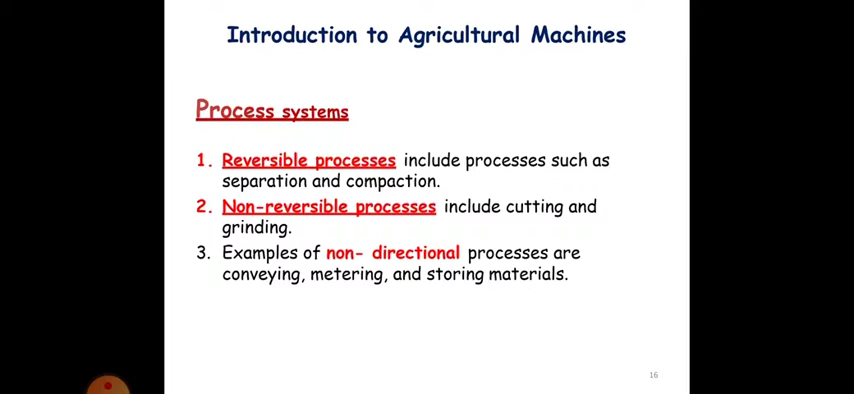 Introduction to Agricultural Machines
Process systems
1. Reversible processes include processes such as
separation and compaction.
2. Non-reversible processes include cutting and
grinding.
3. Examples of non- directional processes are
conveying, metering, and storing materials.
16